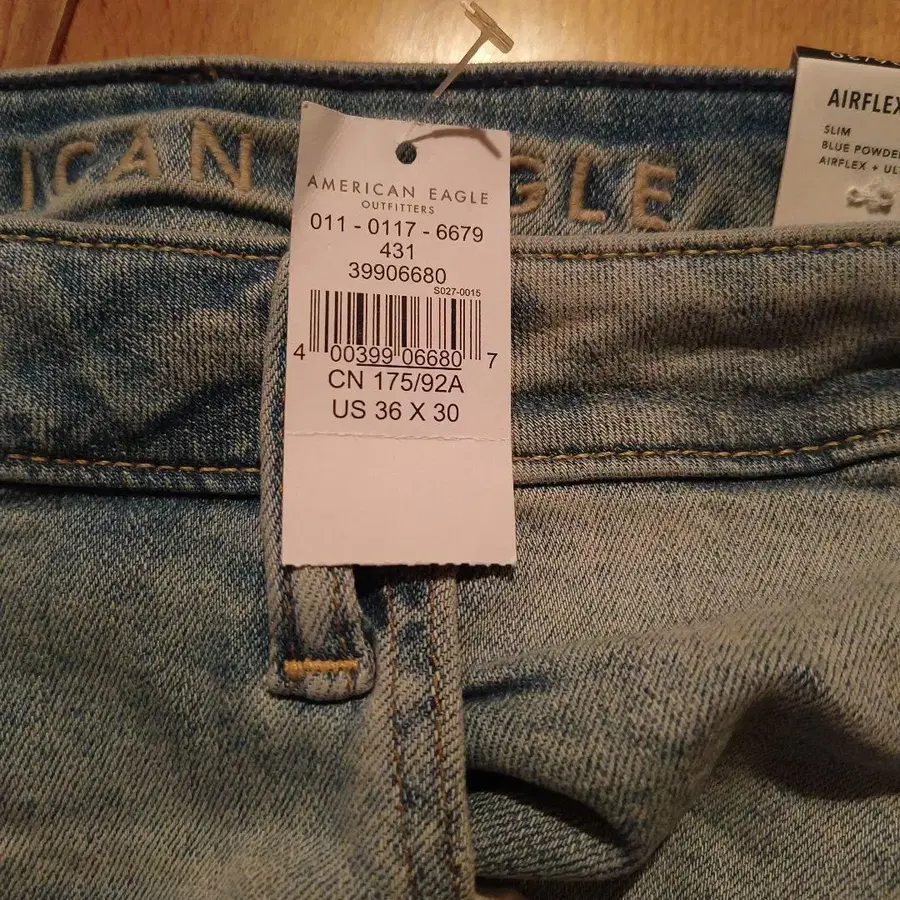 ICAN
GLE
AMERICAN EAGLE
OUTFITTERS
011 - 0117 - 6679
431
39906680
S027-0015
4 00399 06680 7
CN 175/92A
US 36 X 30
AIRFLEX
SLIM
BLUE POWDE
AIRFLEX + UL